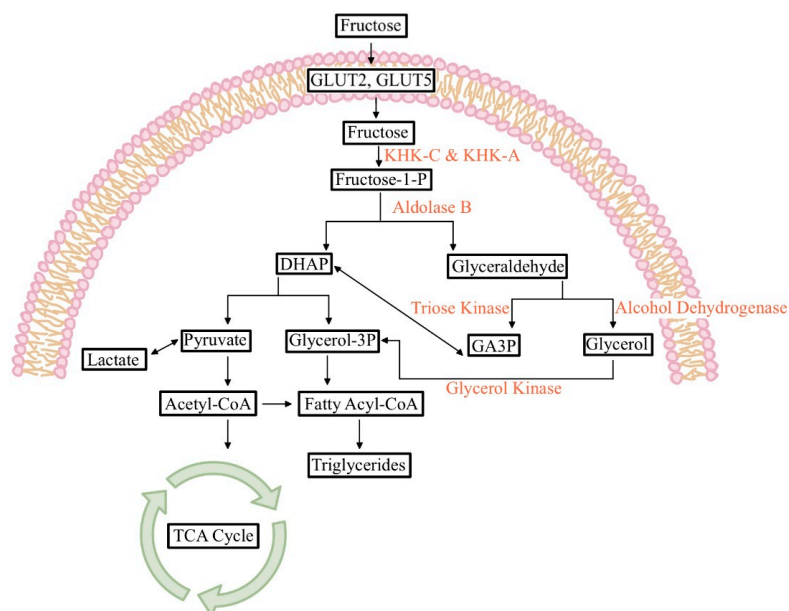 Fructose
GLUT2, GLUT5
Fructose
KHK-C & KHK-A
Fructose-1-P
Aldolase B
DHAP
Glyceraldehyde
Triose Kinase
Alcohol Dehydrogenase
Pyruvate
Glycerol-3P
GA3P
Glycerol
Lactate
Glycerol Kinase
Acetyl-CoA
Fatty Acyl-CoA
Triglycerides
TCA Cycle